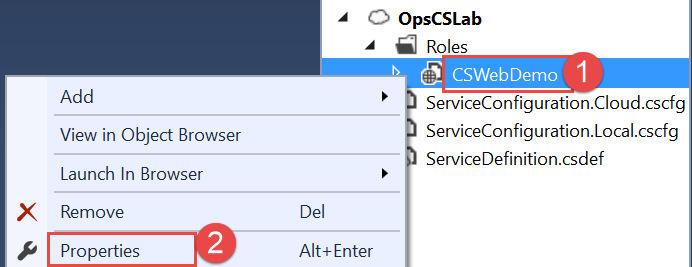 OpsCSLab
Roles
CSWebDemo 1
ServiceConfiguration.Cloud.cscfg
ServiceConfiguration.Local.cscfg
ServiceDefinition.csdef
Add
View in Object Browser
Launch In Browser
Remove Del
Properties 2 Alt+Enter